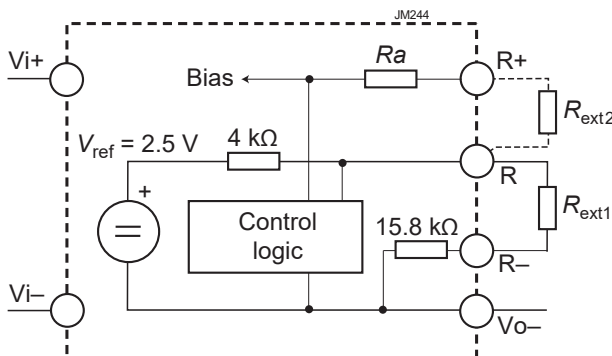 JM244
Vi+
Bias
Ra
R+
Rext2
Vref = 2.5 V
4 kΩ
+
R
Rext1
Control
logic
15.8 kΩ
R–
Vi–
Vo–